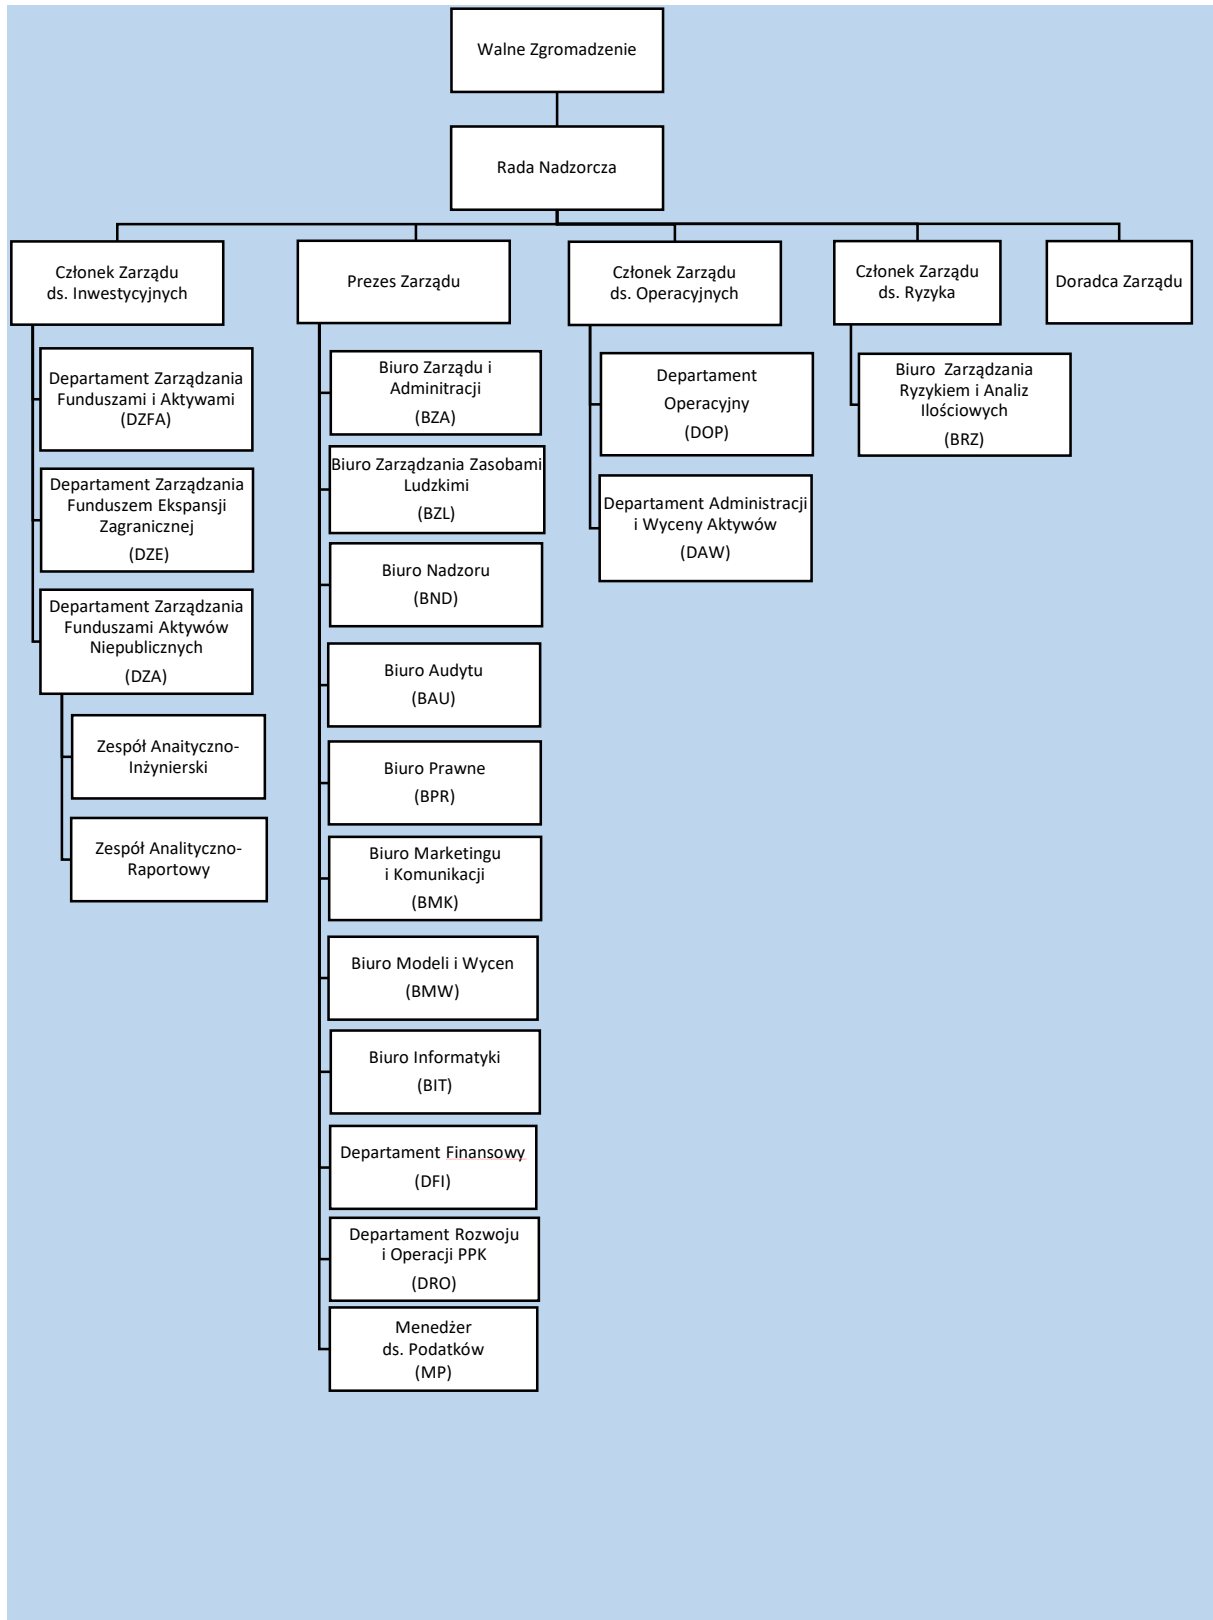 Walne Zgromadzenie
Rada Nadzorcza
Członek Zarządu
ds. Inwestycyjnych
Prezes Zarządu
Członek Zarządu
ds. Operacyjnych
Członek Zarządu
ds. Ryzyka
Doradca Zarządu
Departament Zarządzania
Funduszami i Aktywami
(DZFA)
Departament Zarządzania
Funduszem Ekspansji
Zagranicznej
(DZE)
Departament Zarządzania
Funduszami Aktywów
Niepublicznych
(DZA)
Zespół Anaityczno-
Inżynierski
Zespół Analityczno-
Raportowy
Biuro Zarządu i
Adminitracji
(BZA)
Biuro Zarządzania Zasobami
Ludzkimi
(BZL)
Biuro Nadzoru
(BND)
Biuro Audytu
(BAU)
Biuro Prawne
(BPR)
Biuro Marketingu
i Komunikacji
(BMK)
Biuro Modeli i Wycen
(BMW)
Biuro Informatyki
(BIT)
Departament Finansowy
(DFI)
Departament Rozwoju
i Operacji PPK
(DRO)
Menedżer
ds. Podatków
(MP)
Departament
Operacyjny
(DOP)
Departament Administracji
i Wyceny Aktywów
(DAW)
Biuro Zarządzania
Ryzykiem i Analiz
Ilościowych
(BRZ)